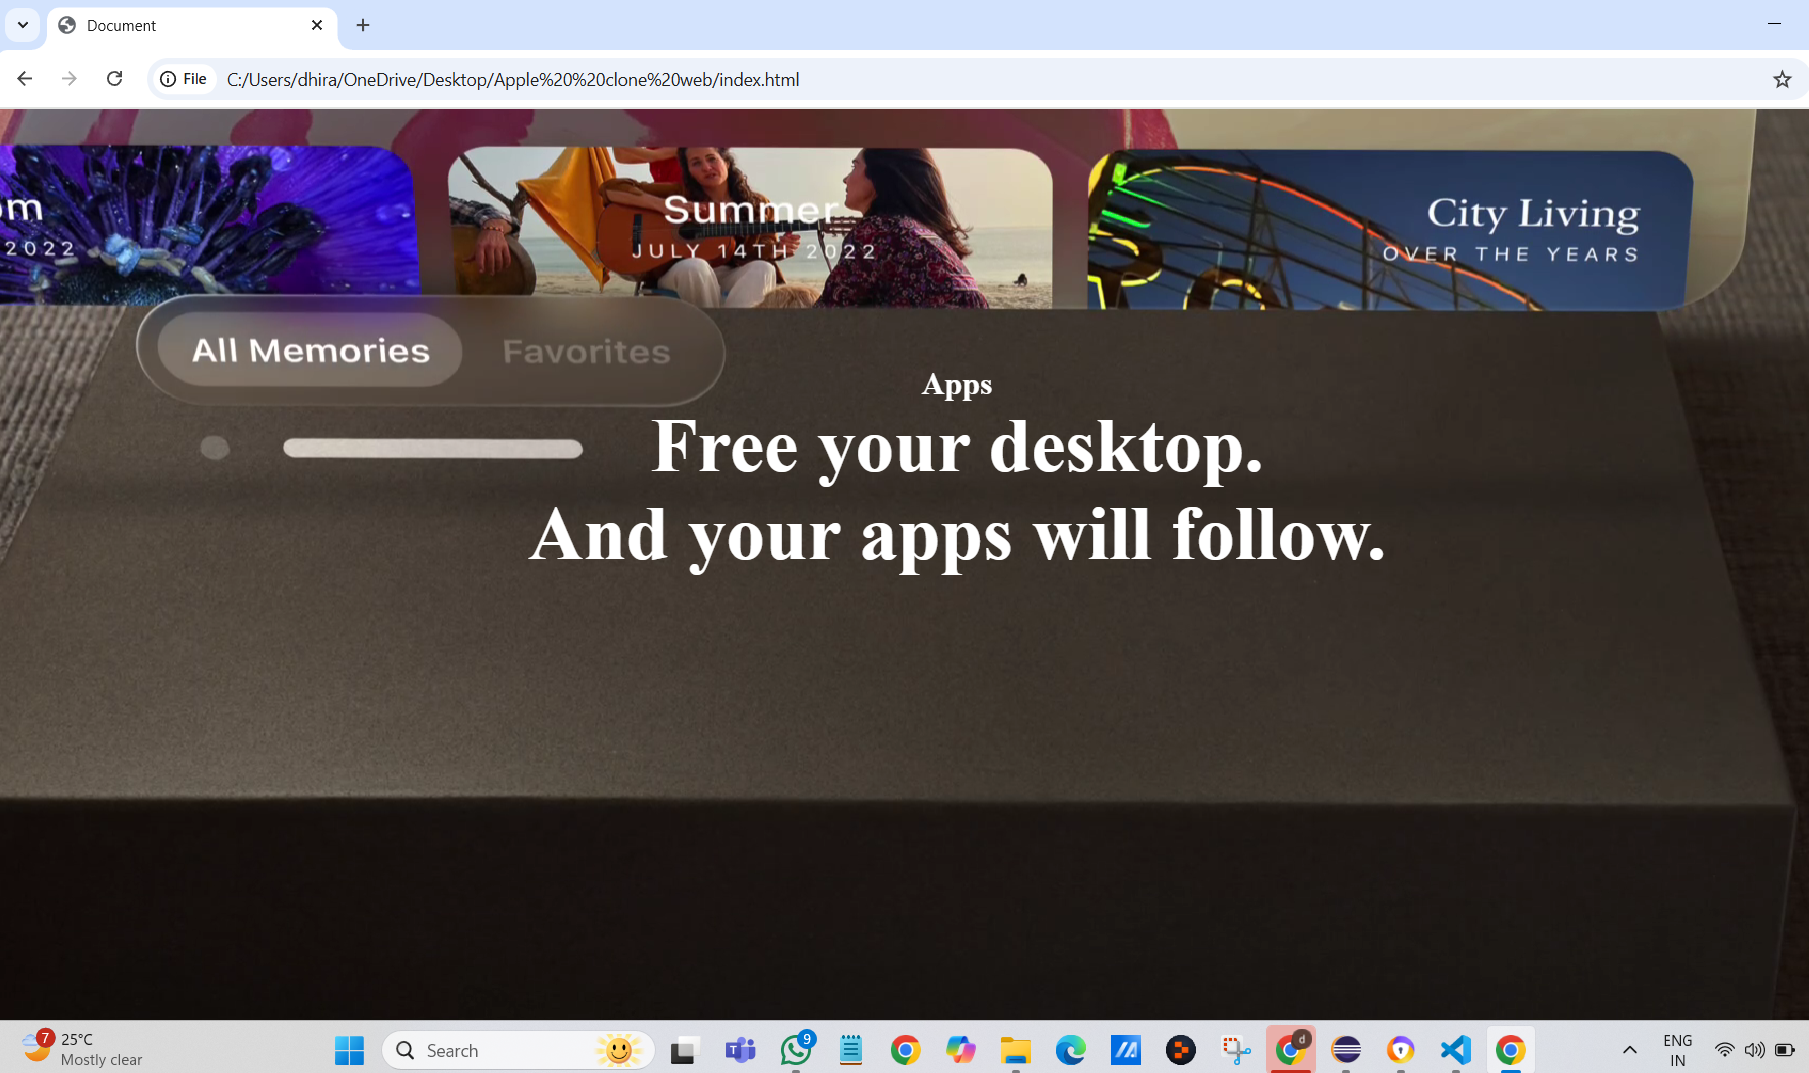 Document
File
C:/Users/dhira/OneDrive/Desktop/Apple%20%20clone%20web/index.html
om
2022
Summer
JULY 14TH 2022
City Living
OVER THE YEARS
All Memories
Favorites
Apps
Free your desktop.
And your apps will follow.
7
25°C
Mostly clear
Search
9
d
ENG
IN